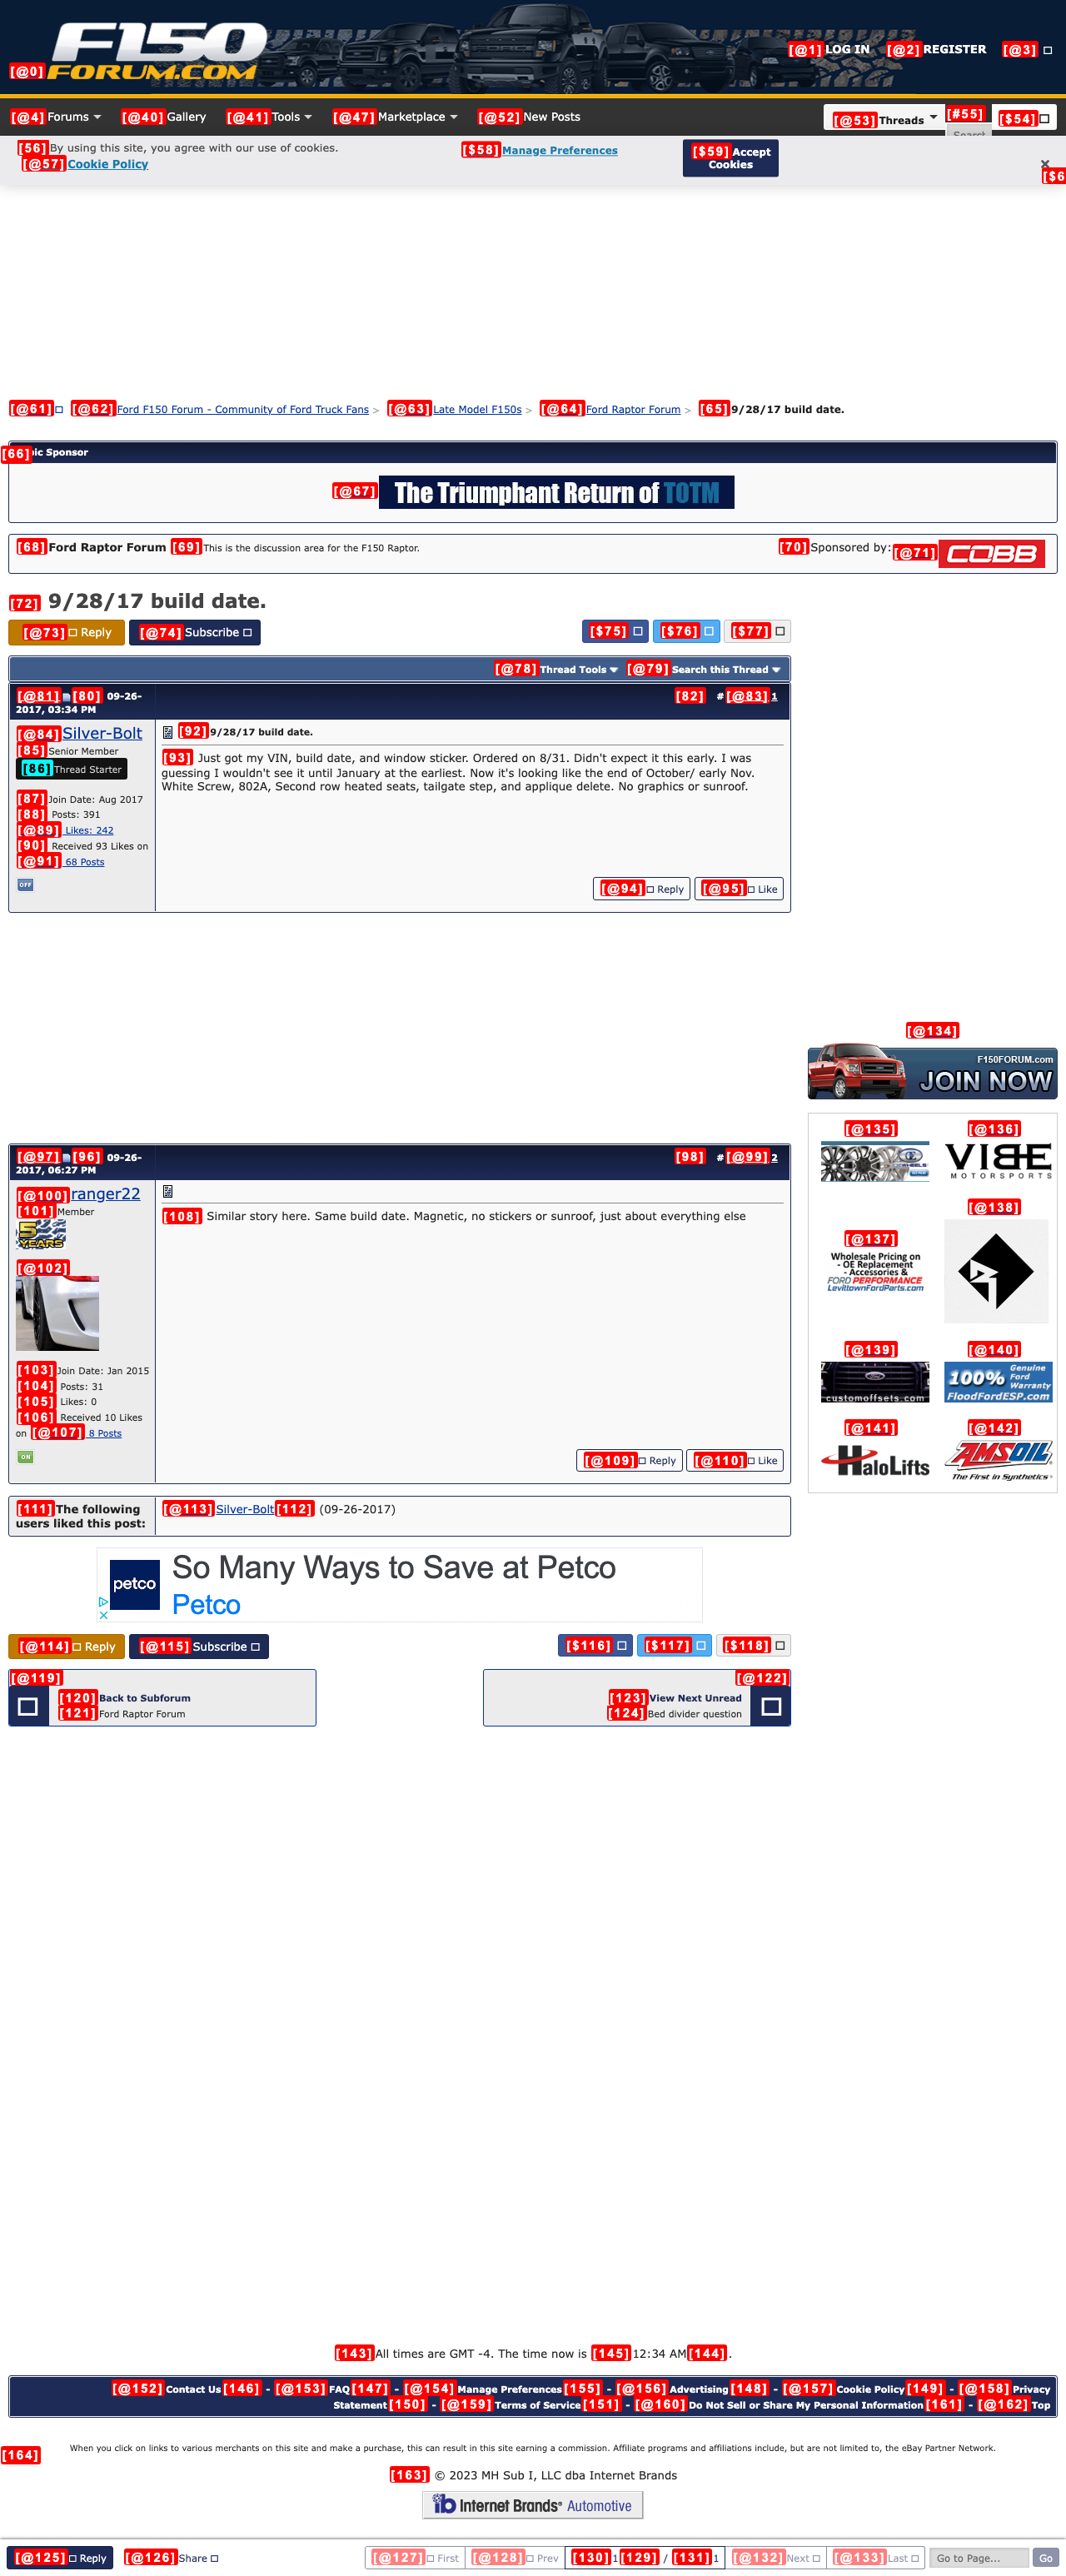 F150
FORUM.COM
[@0]
[@1] LOG IN [@2] REGISTER [@3]
[@4] Forums [@40] Gallery [@41] Tools [@47] Marketplace [@52] New Posts [@53] Threads [#55] [$54]
Search
[56] By using this site, you agree with our use of cookies.
[@57] Cookie Policy
[$58] Manage Preferences
[$59] Accept Cookies
[$6
[@61] [@62] Ford F150 Forum - Community of Ford Truck Fans > [@63] Late Model F150s > [@64] Ford Raptor Forum > [65] 9/28/17 build date.
[66] ic Sponsor
[@67] The Triumphant Return of TOTM
[68] Ford Raptor Forum [69] This is the discussion area for the F150 Raptor.
[70] Sponsored by: [@71] COBB
[72] 9/28/17 build date.
[@73] Reply [@74] Subscribe [$75] [$76] [$77]
[@78] Thread Tools [@79] Search this Thread
[@81] [80] 09-26-
2017, 03:34 PM
[82] # [@83] 1
[@84] Silver-Bolt
[85] Senior Member
[86] Thread Starter
[87] Join Date: Aug 2017
[88] Posts: 391
[@89] Likes: 242
[90] Received 93 Likes on
[@91] 68 Posts
OFF
[92] 9/28/17 build date.
[93] Just got my VIN, build date, and window sticker. Ordered on 8/31. Didn't expect it this early. I was
guessing I wouldn't see it until January at the earliest. Now it's looking like the end of October/ early Nov.
White Screw, 802A, Second row heated seats, tailgate step, and applique delete. No graphics or sunroof.
[@94] Reply [@95] Like
[@134]
F150FORUM.com
JOIN NOW
[@135] [@136]
VIBE
MOTORSPORTS
[@137] [@138]
Wholesale Pricing on
- OE Replacement
- Accessories &
FORD PERFORMANCE
LevittownFordParts.com
[@139] [@140]
customoffsets.com
100% Genuine Ford Warranty
FloodFordESP.com
[@141] [@142]
HaloLifts
AMSOIL
The First in Synthetics®
[@97] [96] 09-26-
2017, 06:27 PM
[98] # [@99] 2
[@100] ranger22
[101] Member
5 YEARS
[@102]
[103] Join Date: Jan 2015
[104] Posts: 31
[105] Likes: 0
[106] Received 10 Likes
on [@107] 8 Posts
ON
[108] Similar story here. Same build date. Magnetic, no stickers or sunroof, just about everything else
[@109] Reply [@110] Like
[111] The following
users liked this post:
[@113] Silver-Bolt [112] (09-26-2017)
petco
So Many Ways to Save at Petco
Petco
[@114] Reply [@115] Subscribe [$116] [$117] [$118]
[@119]
[120] Back to Subforum
[121] Ford Raptor Forum
[@122]
[123] View Next Unread
[124] Bed divider question
[143] All times are GMT -4. The time now is [145] 12:34 AM [144] .
[@152] Contact Us [146] - [@153] FAQ [147] - [@154] Manage Preferences [155] - [@156] Advertising [148] - [@157] Cookie Policy [149] - [@158] Privacy
Statement [150] - [@159] Terms of Service [151] - [@160] Do Not Sell or Share My Personal Information [161] - [@162] Top
[164] When you click on links to various merchants on this site and make a purchase, this can result in this site earning a commission. Affiliate programs and affiliations include, but are not limited to, the eBay Partner Network.
[163] © 2023 MH Sub I, LLC dba Internet Brands
ib Internet Brands® Automotive
[@125] Reply [@126] Share [@127] First [@128] Prev [130] 1 [129] / [131] 1 [@132] Next [@133] Last Go to Page... Go